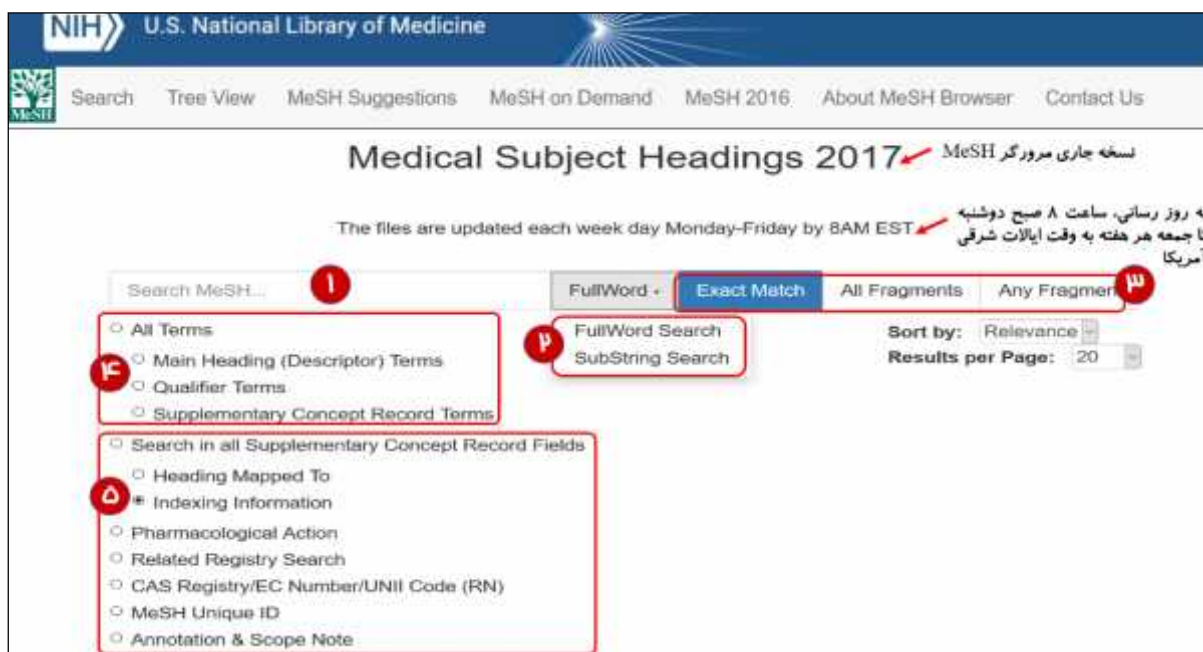 NIH U.S. National Library of Medicine
MeSH Search Tree View MeSH Suggestions MeSH on Demand MeSH 2016 About MeSH Browser Contact Us
Medical Subject Headings 2017
نسخه جاری مرورگر MeSH
The files are updated each week day Monday-Friday by 8AM EST
ه روز رسانی، ساعت ۸ صبح دوشنبه
ا جمعه هر هفته به وقت ایالات شرقی
آمریکا
Search MeSH... ۱ FullWord Exact Match All Fragments Any Fragmen ۳
All Terms
Main Heading (Descriptor) Terms
Qualifier Terms
Supplementary Concept Record Terms
۴
۲
FullWord Search
SubString Search
Sort by: Relevance
Results per Page: 20
Search in all Supplementary Concept Record Fields
Heading Mapped To
۵ Indexing Information
Pharmacological Action
Related Registry Search
CAS Registry/EC Number/UNII Code (RN)
MeSH Unique ID
Annotation & Scope Note